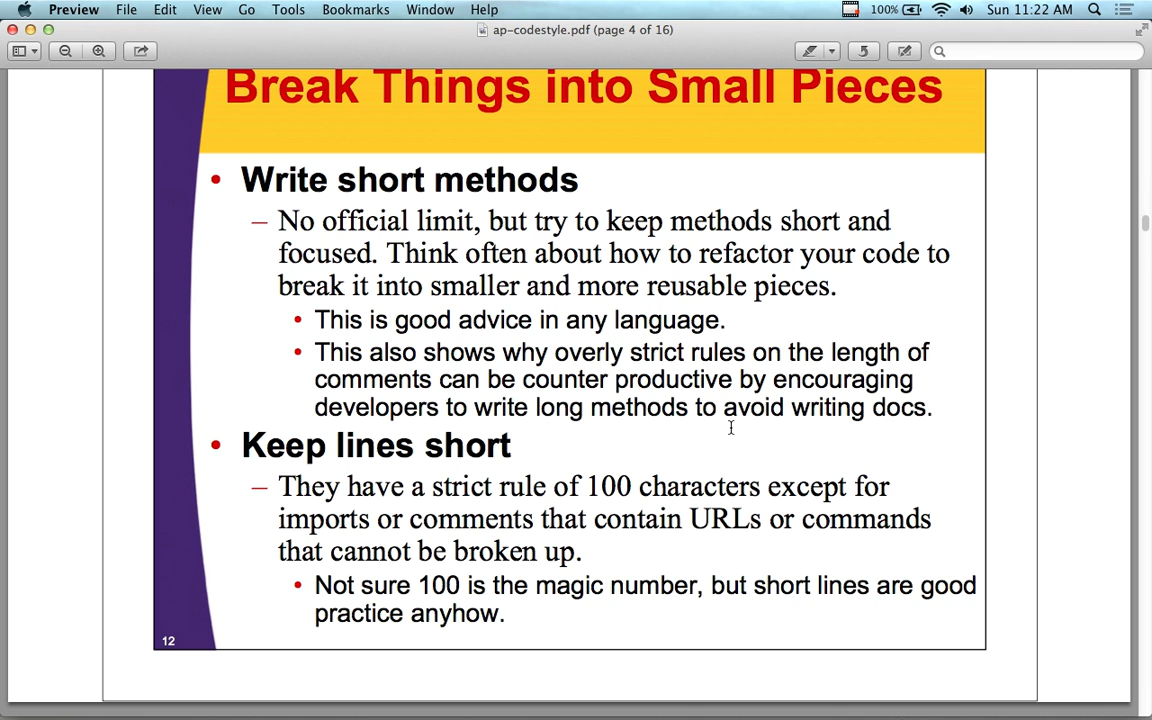 Preview File Edit View Go Tools Bookmarks Window Help 100% Sun 11:22 AM
ap-codestyle.pdf (page 4 of 16)
Break Things into Small Pieces
• Write short methods
– No official limit, but try to keep methods short and
focused. Think often about how to refactor your code to
break it into smaller and more reusable pieces.
• This is good advice in any language.
• This also shows why overly strict rules on the length of
comments can be counter productive by encouraging
developers to write long methods to avoid writing docs.
• Keep lines short
– They have a strict rule of 100 characters except for
imports or comments that contain URLs or commands
that cannot be broken up.
• Not sure 100 is the magic number, but short lines are good
practice anyhow.
12